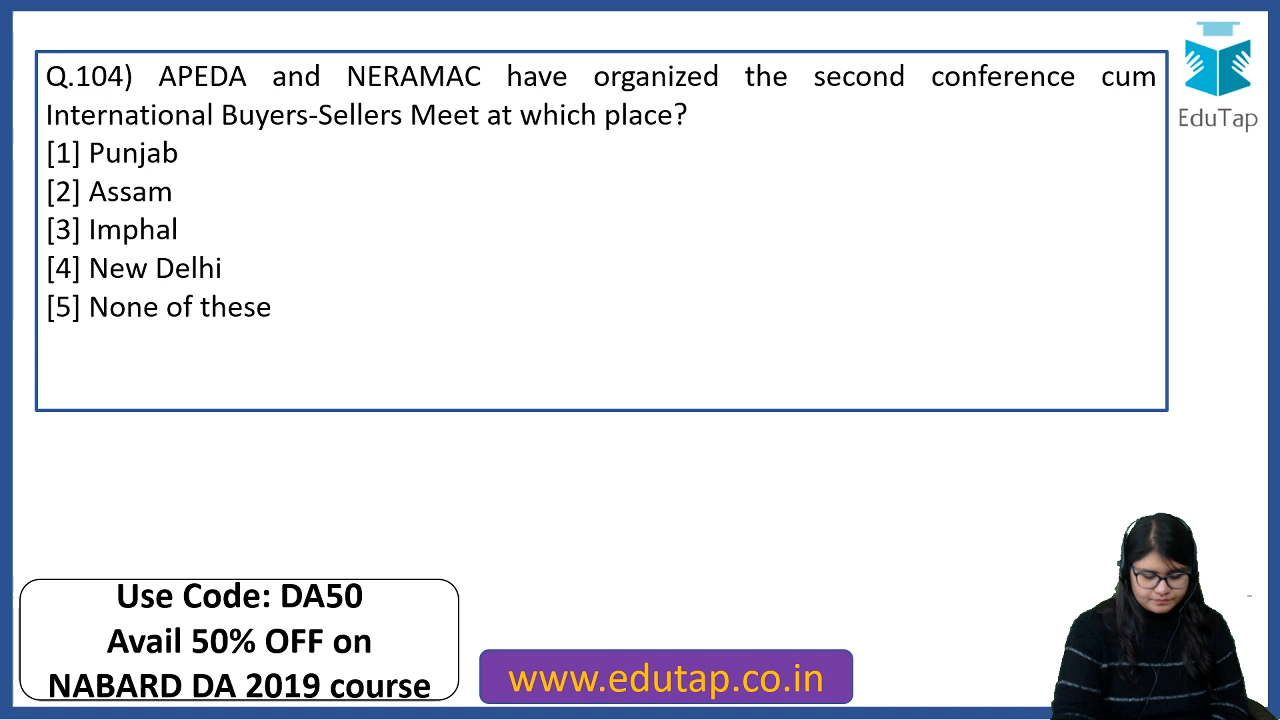 Q.104) APEDA and NERAMAC have organized the second conference cum
International Buyers-Sellers Meet at which place?
[1] Punjab
[2] Assam
[3] Imphal
[4] New Delhi
[5] None of these
EduTap
Use Code: DA50
Avail 50% OFF on
NABARD DA 2019 course
www.edutap.co.in